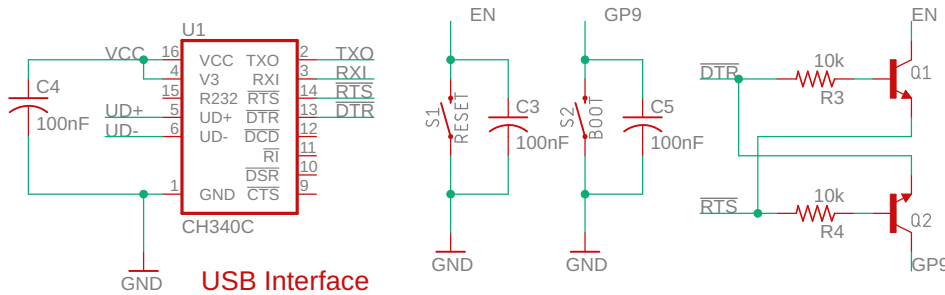 U1
VCC 16 VCC TXO 2 TXO
4 V3 RXI 3 RXI
15 R232 RTS 14 RTS
UD+ 5 UD+ DTR 13 DTR
UD- 6 UD- DCD 12
RI 11
DSR 10
1 GND CTS 9
CH340C
C4
100nF
GND
USB Interface
EN
S1
RESET
C3
100nF
GND
GP9
S2
BOOT
C5
100nF
GND
EN
DTR
10k
R3
Q1
RTS
10k
R4
Q2
GP9